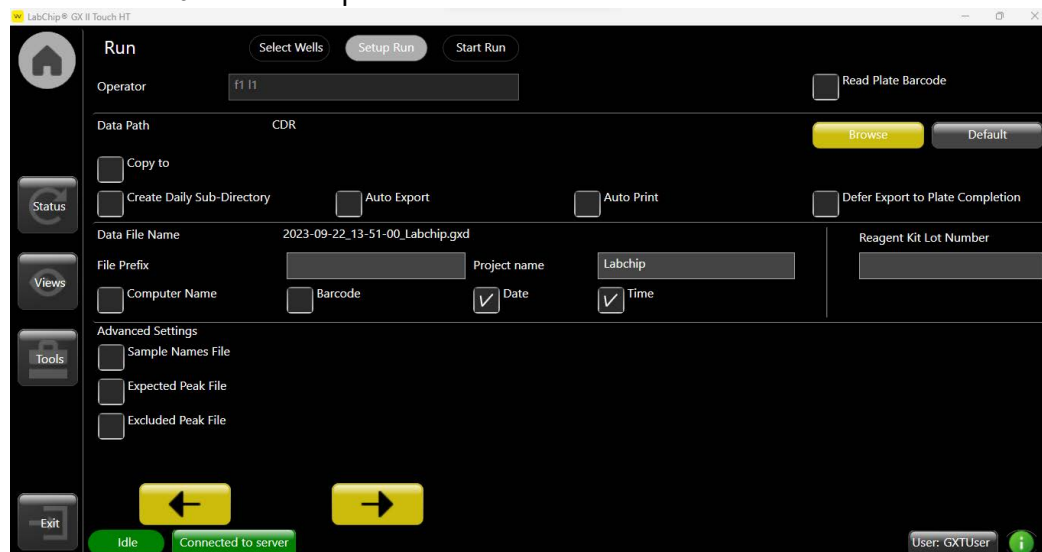 LabChip® GX II Touch HT
Run
Select Wells
Setup Run
Start Run
Operator
f1 l1
Read Plate Barcode
Data Path
CDR
Browse
Default
Copy to
Create Daily Sub-Directory
Auto Export
Auto Print
Defer Export to Plate Completion
Status
Data File Name
2023-09-22_13-51-00_Labchip.gxd
Reagent Kit Lot Number
File Prefix
Project name
Labchip
Views
Computer Name
Barcode
Date
Time
Advanced Settings
Sample Names File
Tools
Expected Peak File
Excluded Peak File
Exit
Idle
Connected to server
User: GXTUser